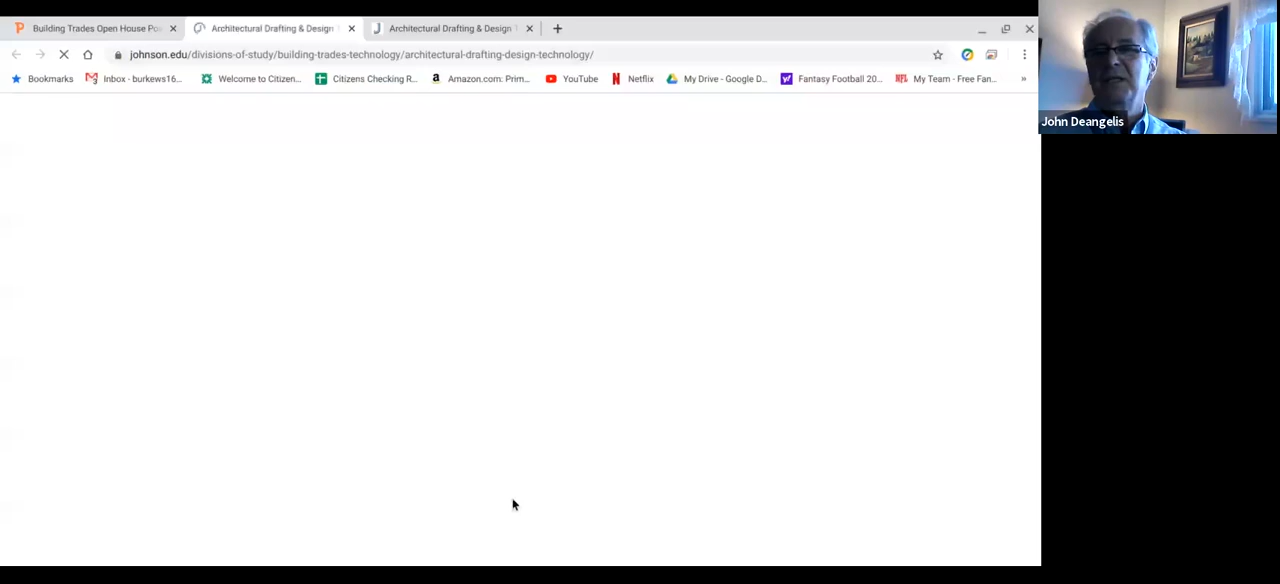 Building Trades Open House Po
Architectural Drafting & Design
Architectural Drafting & Design
johnson.edu/divisions-of-study/building-trades-technology/architectural-drafting-design-technology/
Bookmarks
Inbox - burkews16...
Welcome to Citizen...
Citizens Checking R...
Amazon.com: Prim...
YouTube
Netflix
My Drive - Google D...
Fantasy Football 20...
My Team - Free Fan...
»
John Deangelis